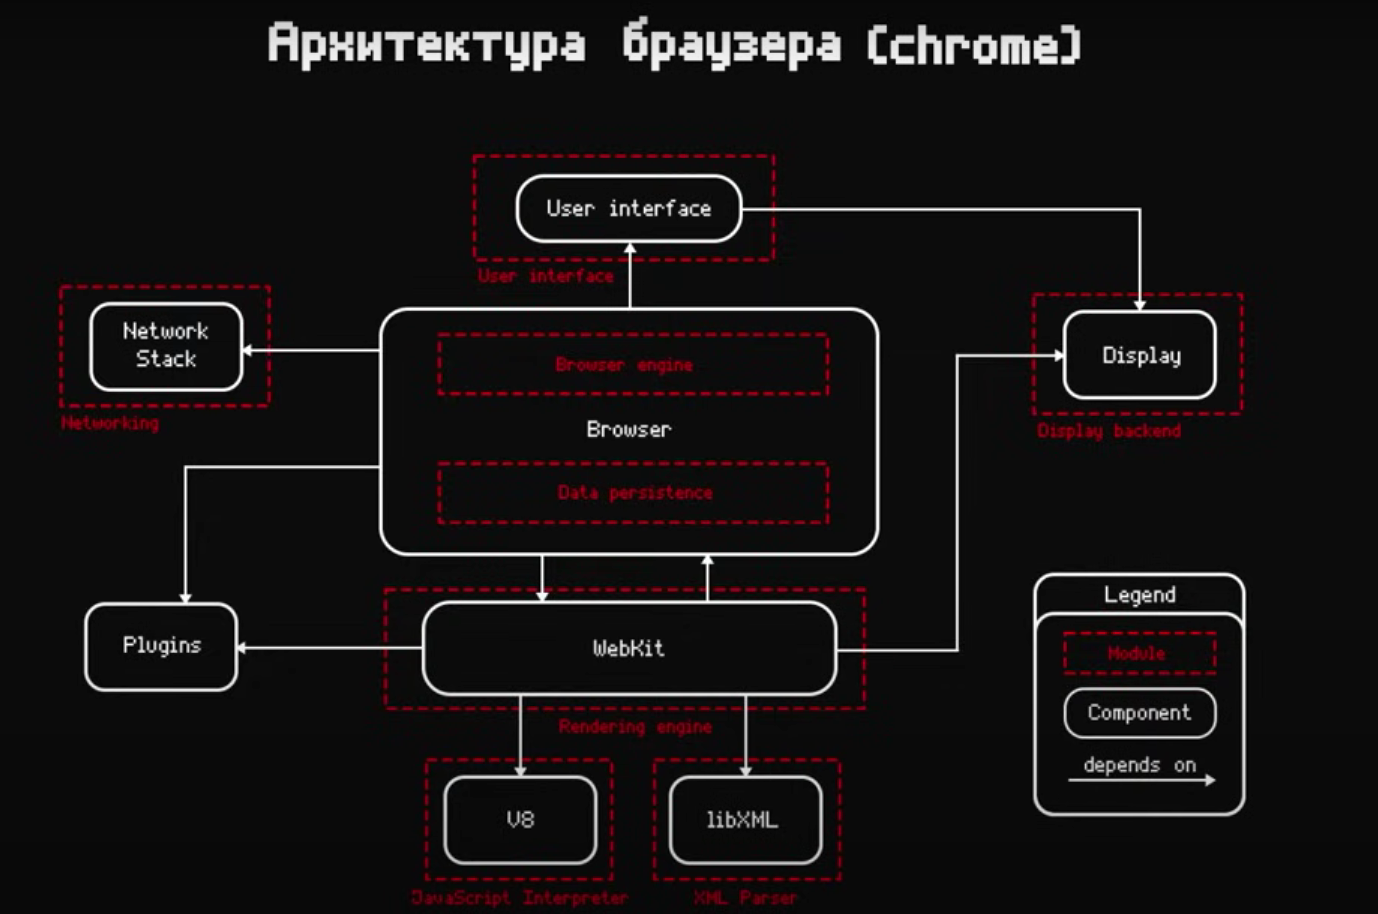 Архитектура браузера (chrome)
User interface
User interface
Network
Stack
Networking
Browser engine
Browser
Data persistence
Display
Display backend
Plugins
WebKit
Rendering engine
V8
JavaScript Interpreter
libXML
XML Parser
Legend
Module
Component
depends on